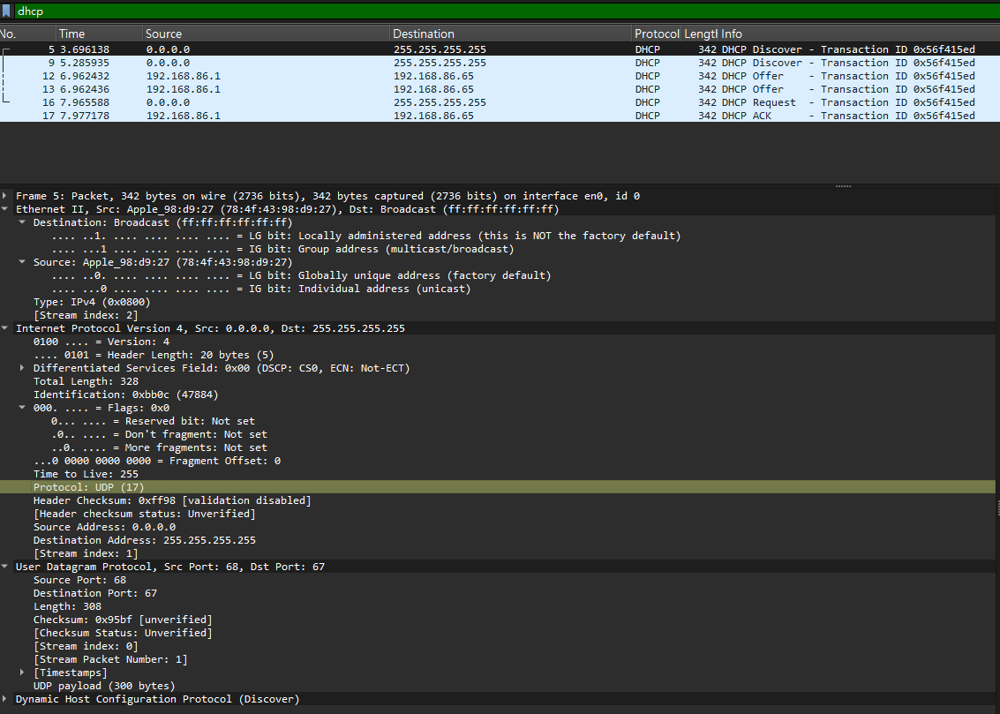 dhcp
No. Time Source Destination Protocol Lengtl Info
5 3.696138 0.0.0.0 255.255.255.255 DHCP 342 DHCP Discover - Transaction ID 0x56f415ed
9 5.285935 0.0.0.0 255.255.255.255 DHCP 342 DHCP Discover - Transaction ID 0x56f415ed
12 6.962432 192.168.86.1 192.168.86.65 DHCP 342 DHCP Offer - Transaction ID 0x56f415ed
13 6.962436 192.168.86.1 192.168.86.65 DHCP 342 DHCP Offer - Transaction ID 0x56f415ed
16 7.965588 0.0.0.0 255.255.255.255 DHCP 342 DHCP Request - Transaction ID 0x56f415ed
17 7.977178 192.168.86.1 192.168.86.65 DHCP 342 DHCP ACK - Transaction ID 0x56f415ed
Frame 5: Packet, 342 bytes on wire (2736 bits), 342 bytes captured (2736 bits) on interface en0, id 0
Ethernet II, Src: Apple_98:d9:27 (78:4f:43:98:d9:27), Dst: Broadcast (ff:ff:ff:ff:ff:ff)
Destination: Broadcast (ff:ff:ff:ff:ff:ff)
.... ..1. .... .... .... .... = LG bit: Locally administered address (this is NOT the factory default)
.... ...1 .... .... .... .... = IG bit: Group address (multicast/broadcast)
Source: Apple_98:d9:27 (78:4f:43:98:d9:27)
.... ..0. .... .... .... .... = LG bit: Globally unique address (factory default)
.... ...0 .... .... .... .... = IG bit: Individual address (unicast)
Type: IPv4 (0x0800)
[Stream index: 2]
Internet Protocol Version 4, Src: 0.0.0.0, Dst: 255.255.255.255
0100 .... = Version: 4
.... 0101 = Header Length: 20 bytes (5)
Differentiated Services Field: 0x00 (DSCP: CS0, ECN: Not-ECT)
Total Length: 328
Identification: 0xbb0c (47884)
000. .... = Flags: 0x0
0... .... = Reserved bit: Not set
.0.. .... = Don't fragment: Not set
..0. .... = More fragments: Not set
...0 0000 0000 0000 = Fragment Offset: 0
Time to Live: 255
Protocol: UDP (17)
Header Checksum: 0xff98 [validation disabled]
[Header checksum status: Unverified]
Source Address: 0.0.0.0
Destination Address: 255.255.255.255
[Stream index: 1]
User Datagram Protocol, Src Port: 68, Dst Port: 67
Source Port: 68
Destination Port: 67
Length: 308
Checksum: 0x95bf [unverified]
[Checksum Status: Unverified]
[Stream index: 0]
[Stream Packet Number: 1]
[Timestamps]
UDP payload (300 bytes)
Dynamic Host Configuration Protocol (Discover)